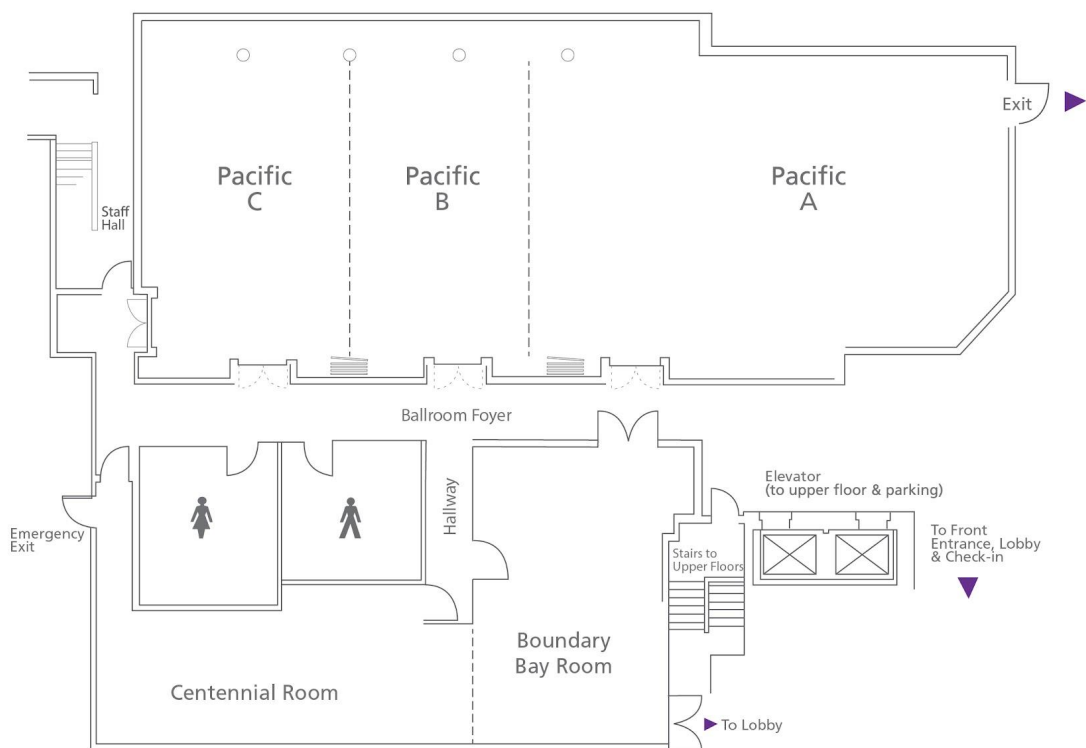 Exit
Pacific
C
Pacific
B
Pacific
A
Staff
Hall
Ballroom Foyer
Hallway
Elevator
(to upper floor & parking)
Emergency
Exit
To Front
Entrance, Lobby
& Check-in
Stairs to
Upper Floors
Boundary
Bay Room
Centennial Room
To Lobby